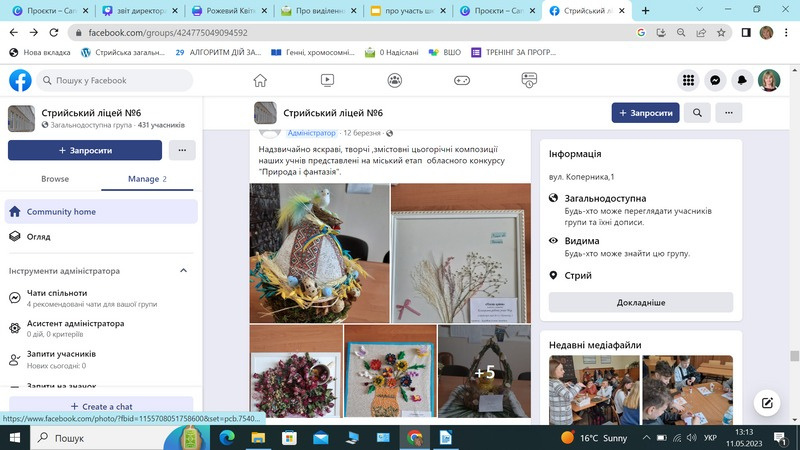 Проєкти – Сап
звіт директор
Рожевий Квіт
Про виділенн
про участь ш
Проєкти – Сап
Стрийський ліц
facebook.com/groups/424775049094592
Нова вкладка
Стрийська загальн...
29 АЛГОРИТМ ДІЙ ЗА...
Генні, хромосомні...
0 Надіслані
ВШО
ТРЕНІНГ ЗА ПРОГР...
Пошук у Facebook
Стрийський ліцей №6
Загальнодоступна група · 431 учасників
+ Запросити
...
Browse
Manage 2
Community home
Огляд
Інструменти адміністратора
Чати спільноти
4 рекомендовані чати для вашої групи
Асистент адміністратора
0 дій, 0 критеріїв
Запити учасників
Нових сьогодні: 0
Запити на значок
+ Create a chat
https://www.facebook.com/photo/?fbid=1155708051758600&set=pcb.7540...
Стрийський ліцей №6
+ Запросити
...
Адміністратор · 12 березня ·
Надзвичайно яскраві, творчі ,змістовні цьогорічні композиції
наших учнів представлені на міський етап обласного конкурсу
"Природа і фантазія".
+5
Інформація
вул. Коперника,1
Загальнодоступна
Будь-хто може переглядати учасників
групи та їхні дописи.
Видима
Будь-хто може знайти цю групу.
Стрий
Докладніше
Недавні медіафайли
Пошук
16°C Sunny
УКР
13:13
11.05.2023
1